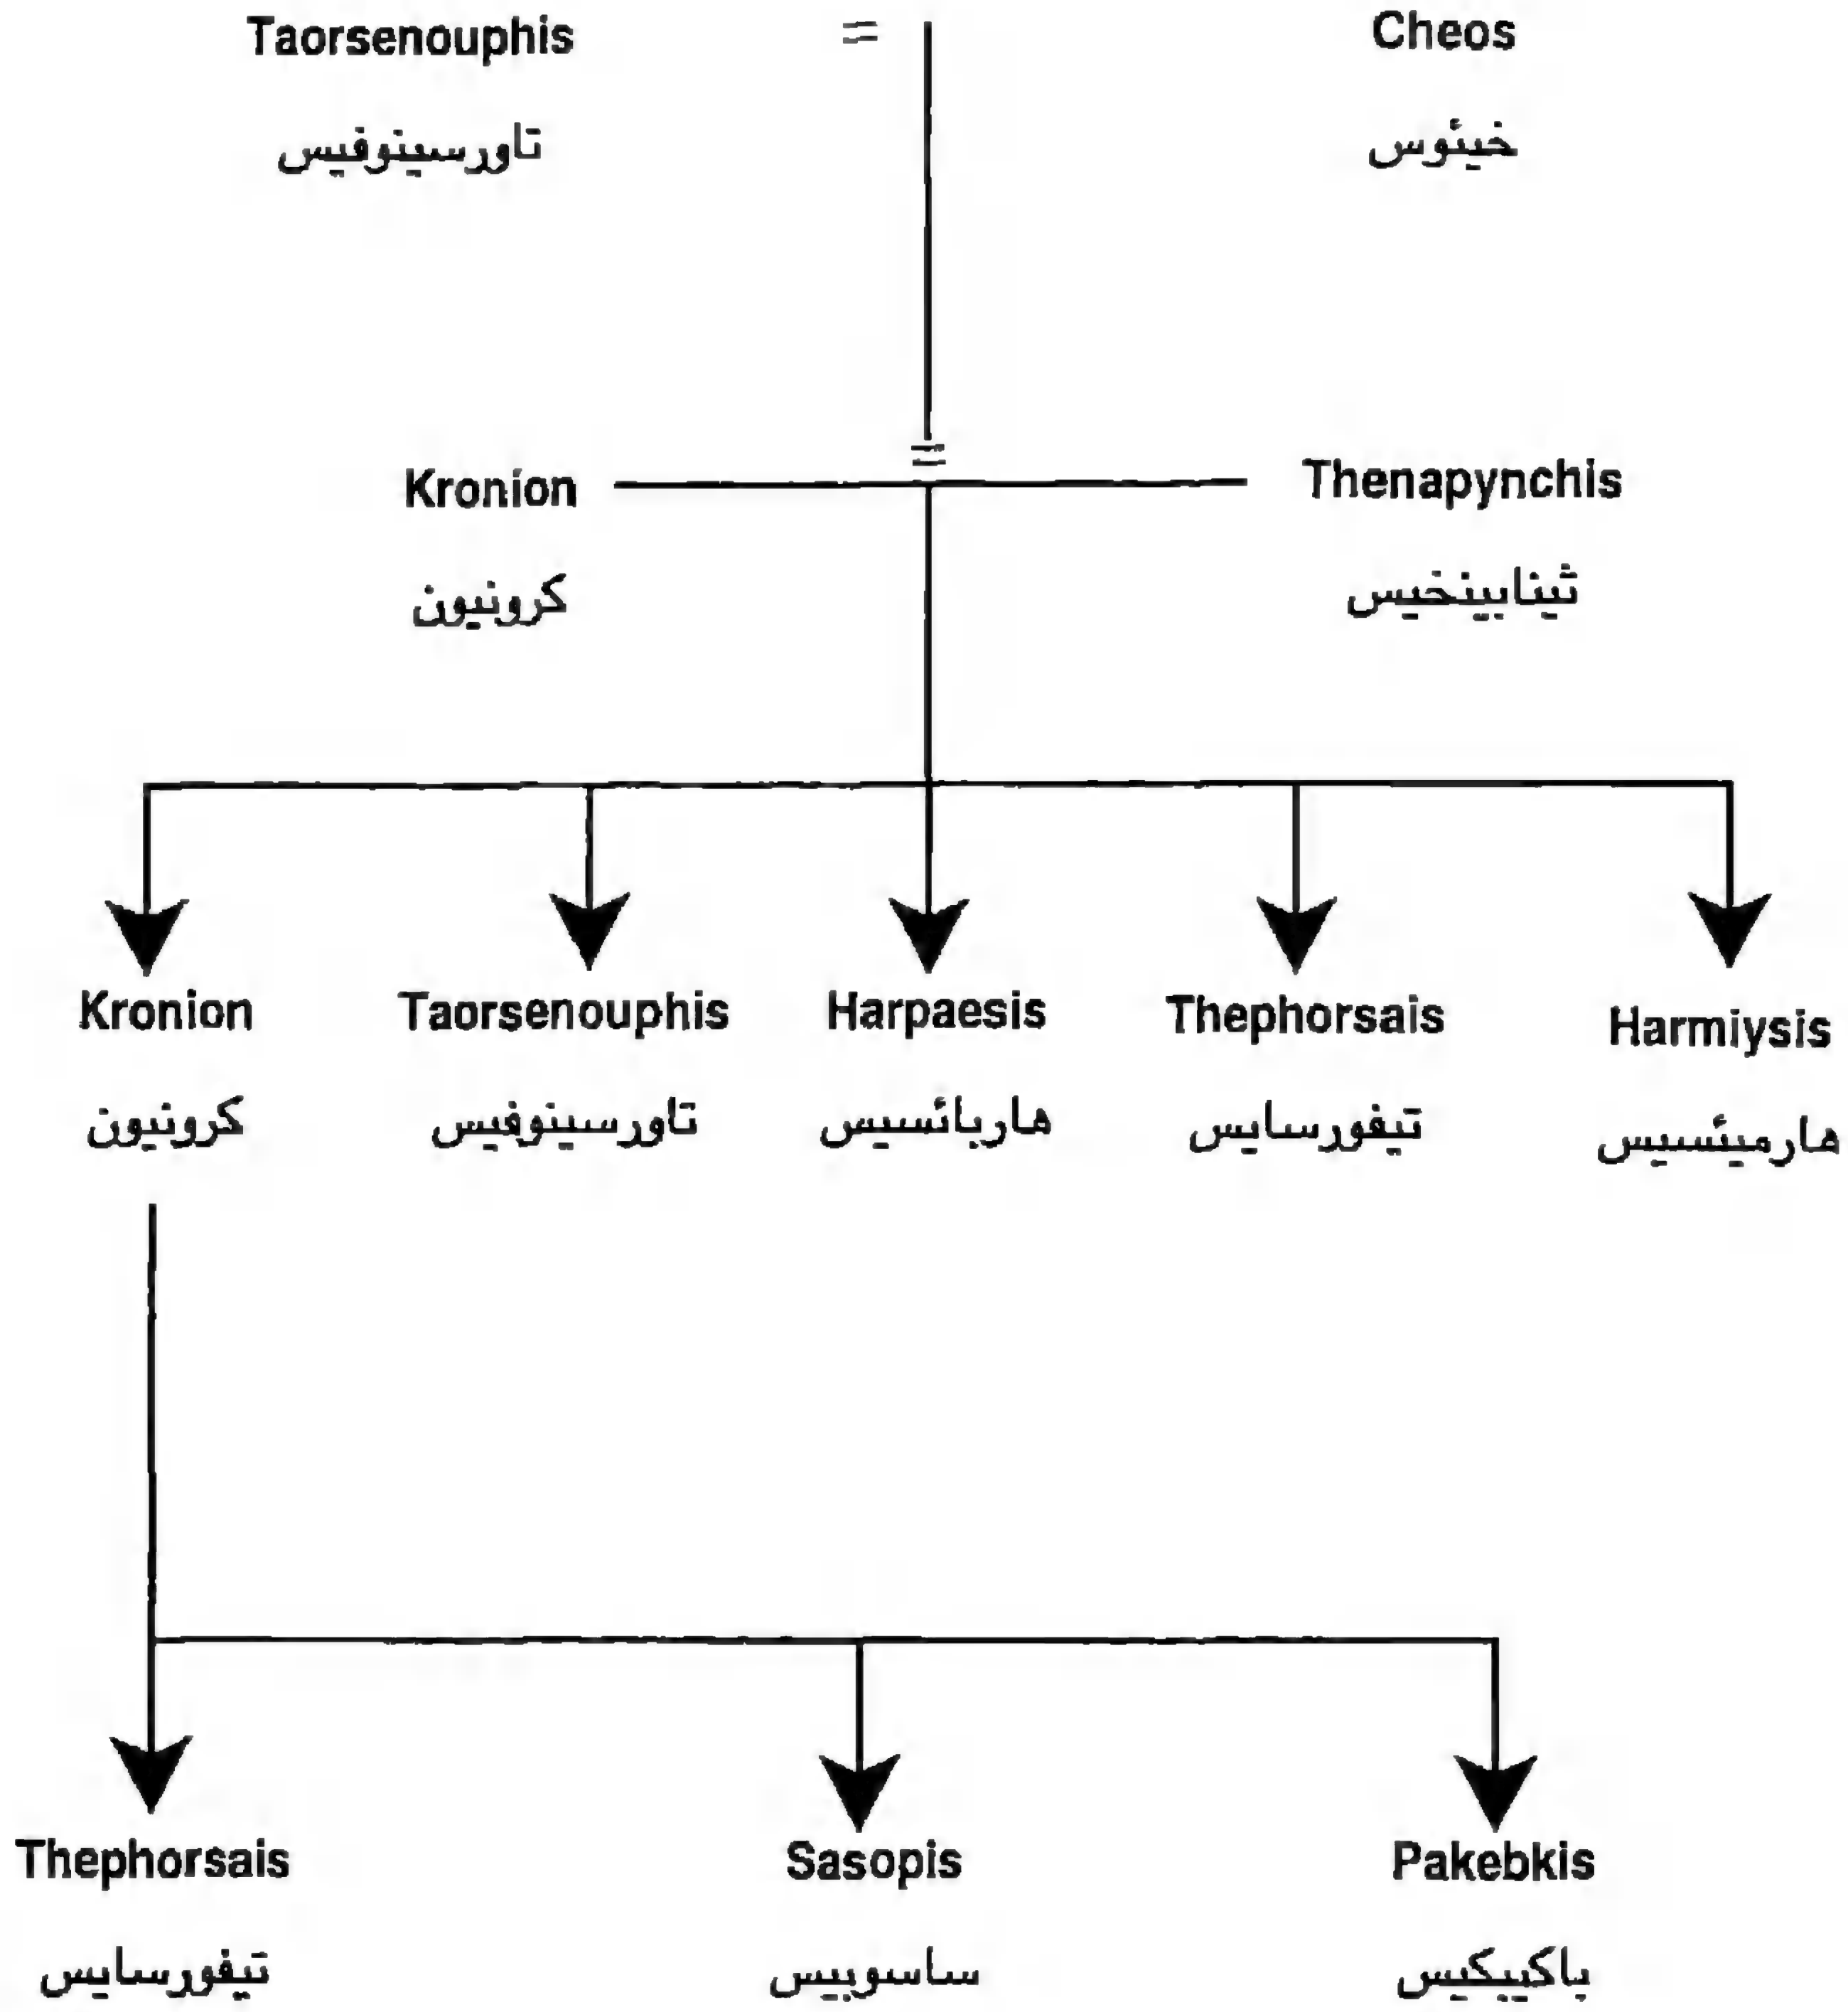 Taorsenouphis = Cheos
تاورسينوفيس خيئوس
=
Kronion Thenapynchis
كرونيون ثينابينخيس
Kronion Taorsenouphis Harpaesis Thephorsais Harmiysis
كرونيون تاورسينوفيس هاربائسيس تيفورسايس هارميئسيس
Thephorsais Sasopis Pakebkis
تيفورسايس ساسوبيس باكيبكيس